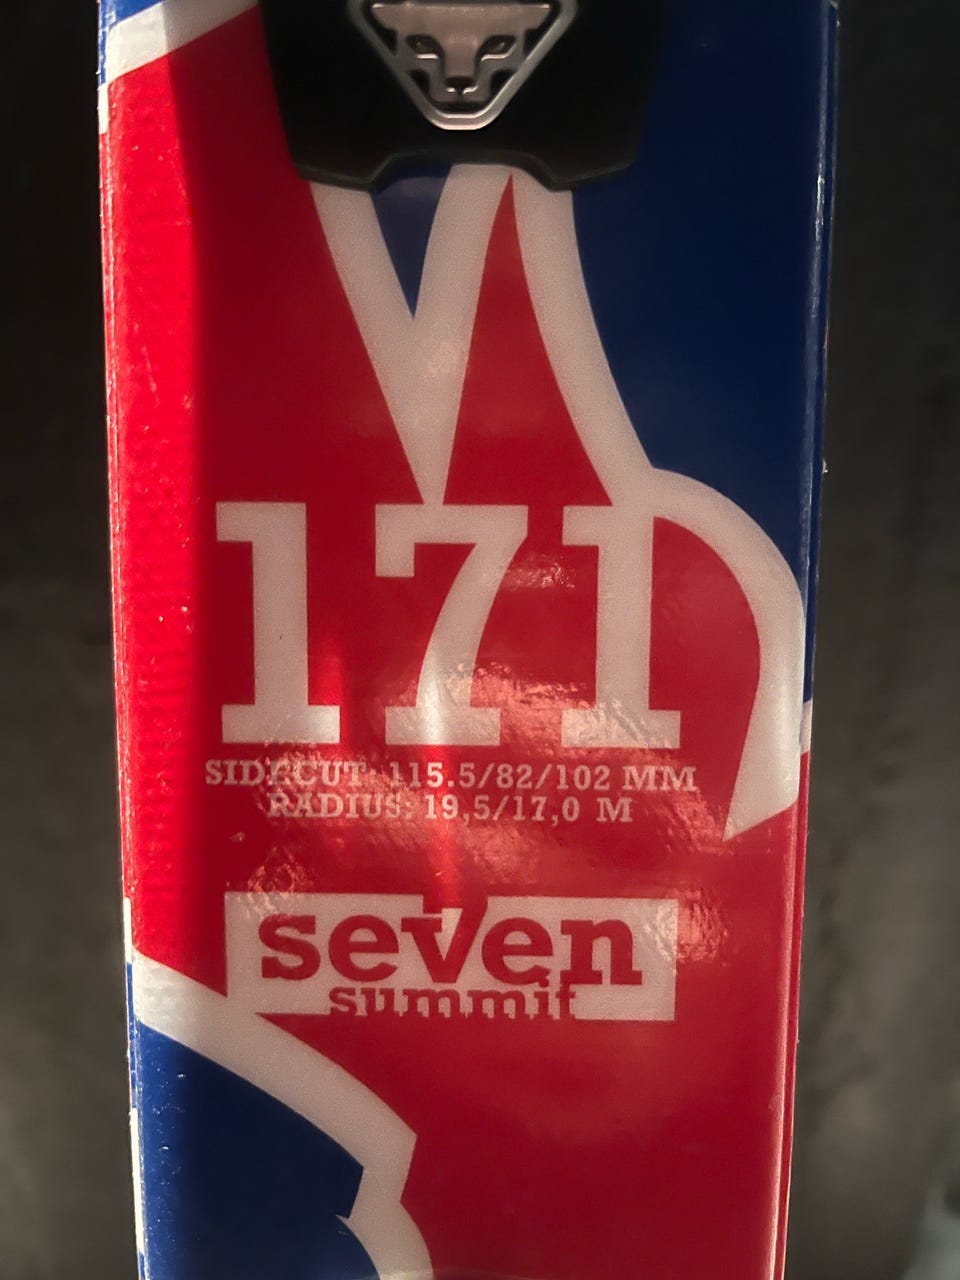 171
SIDECUT: 115.5/82/102 MM
RADIUS: 19,5/17,0 M
seven
summit